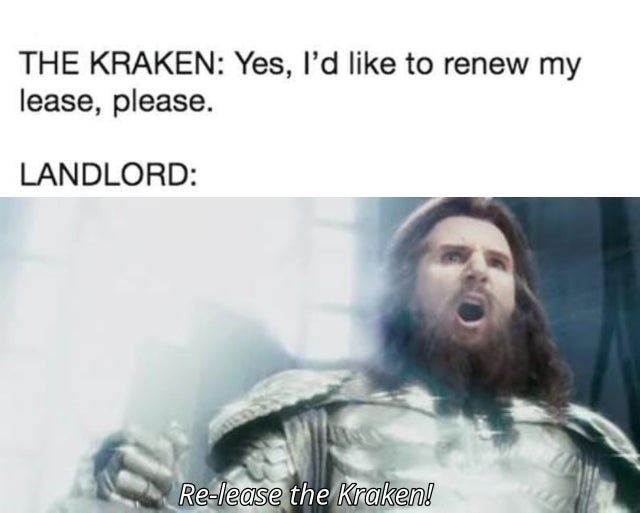 THE KRAKEN: Yes, I’d like to renew my
lease, please.
LANDLORD:
Re-lease the Kraken!